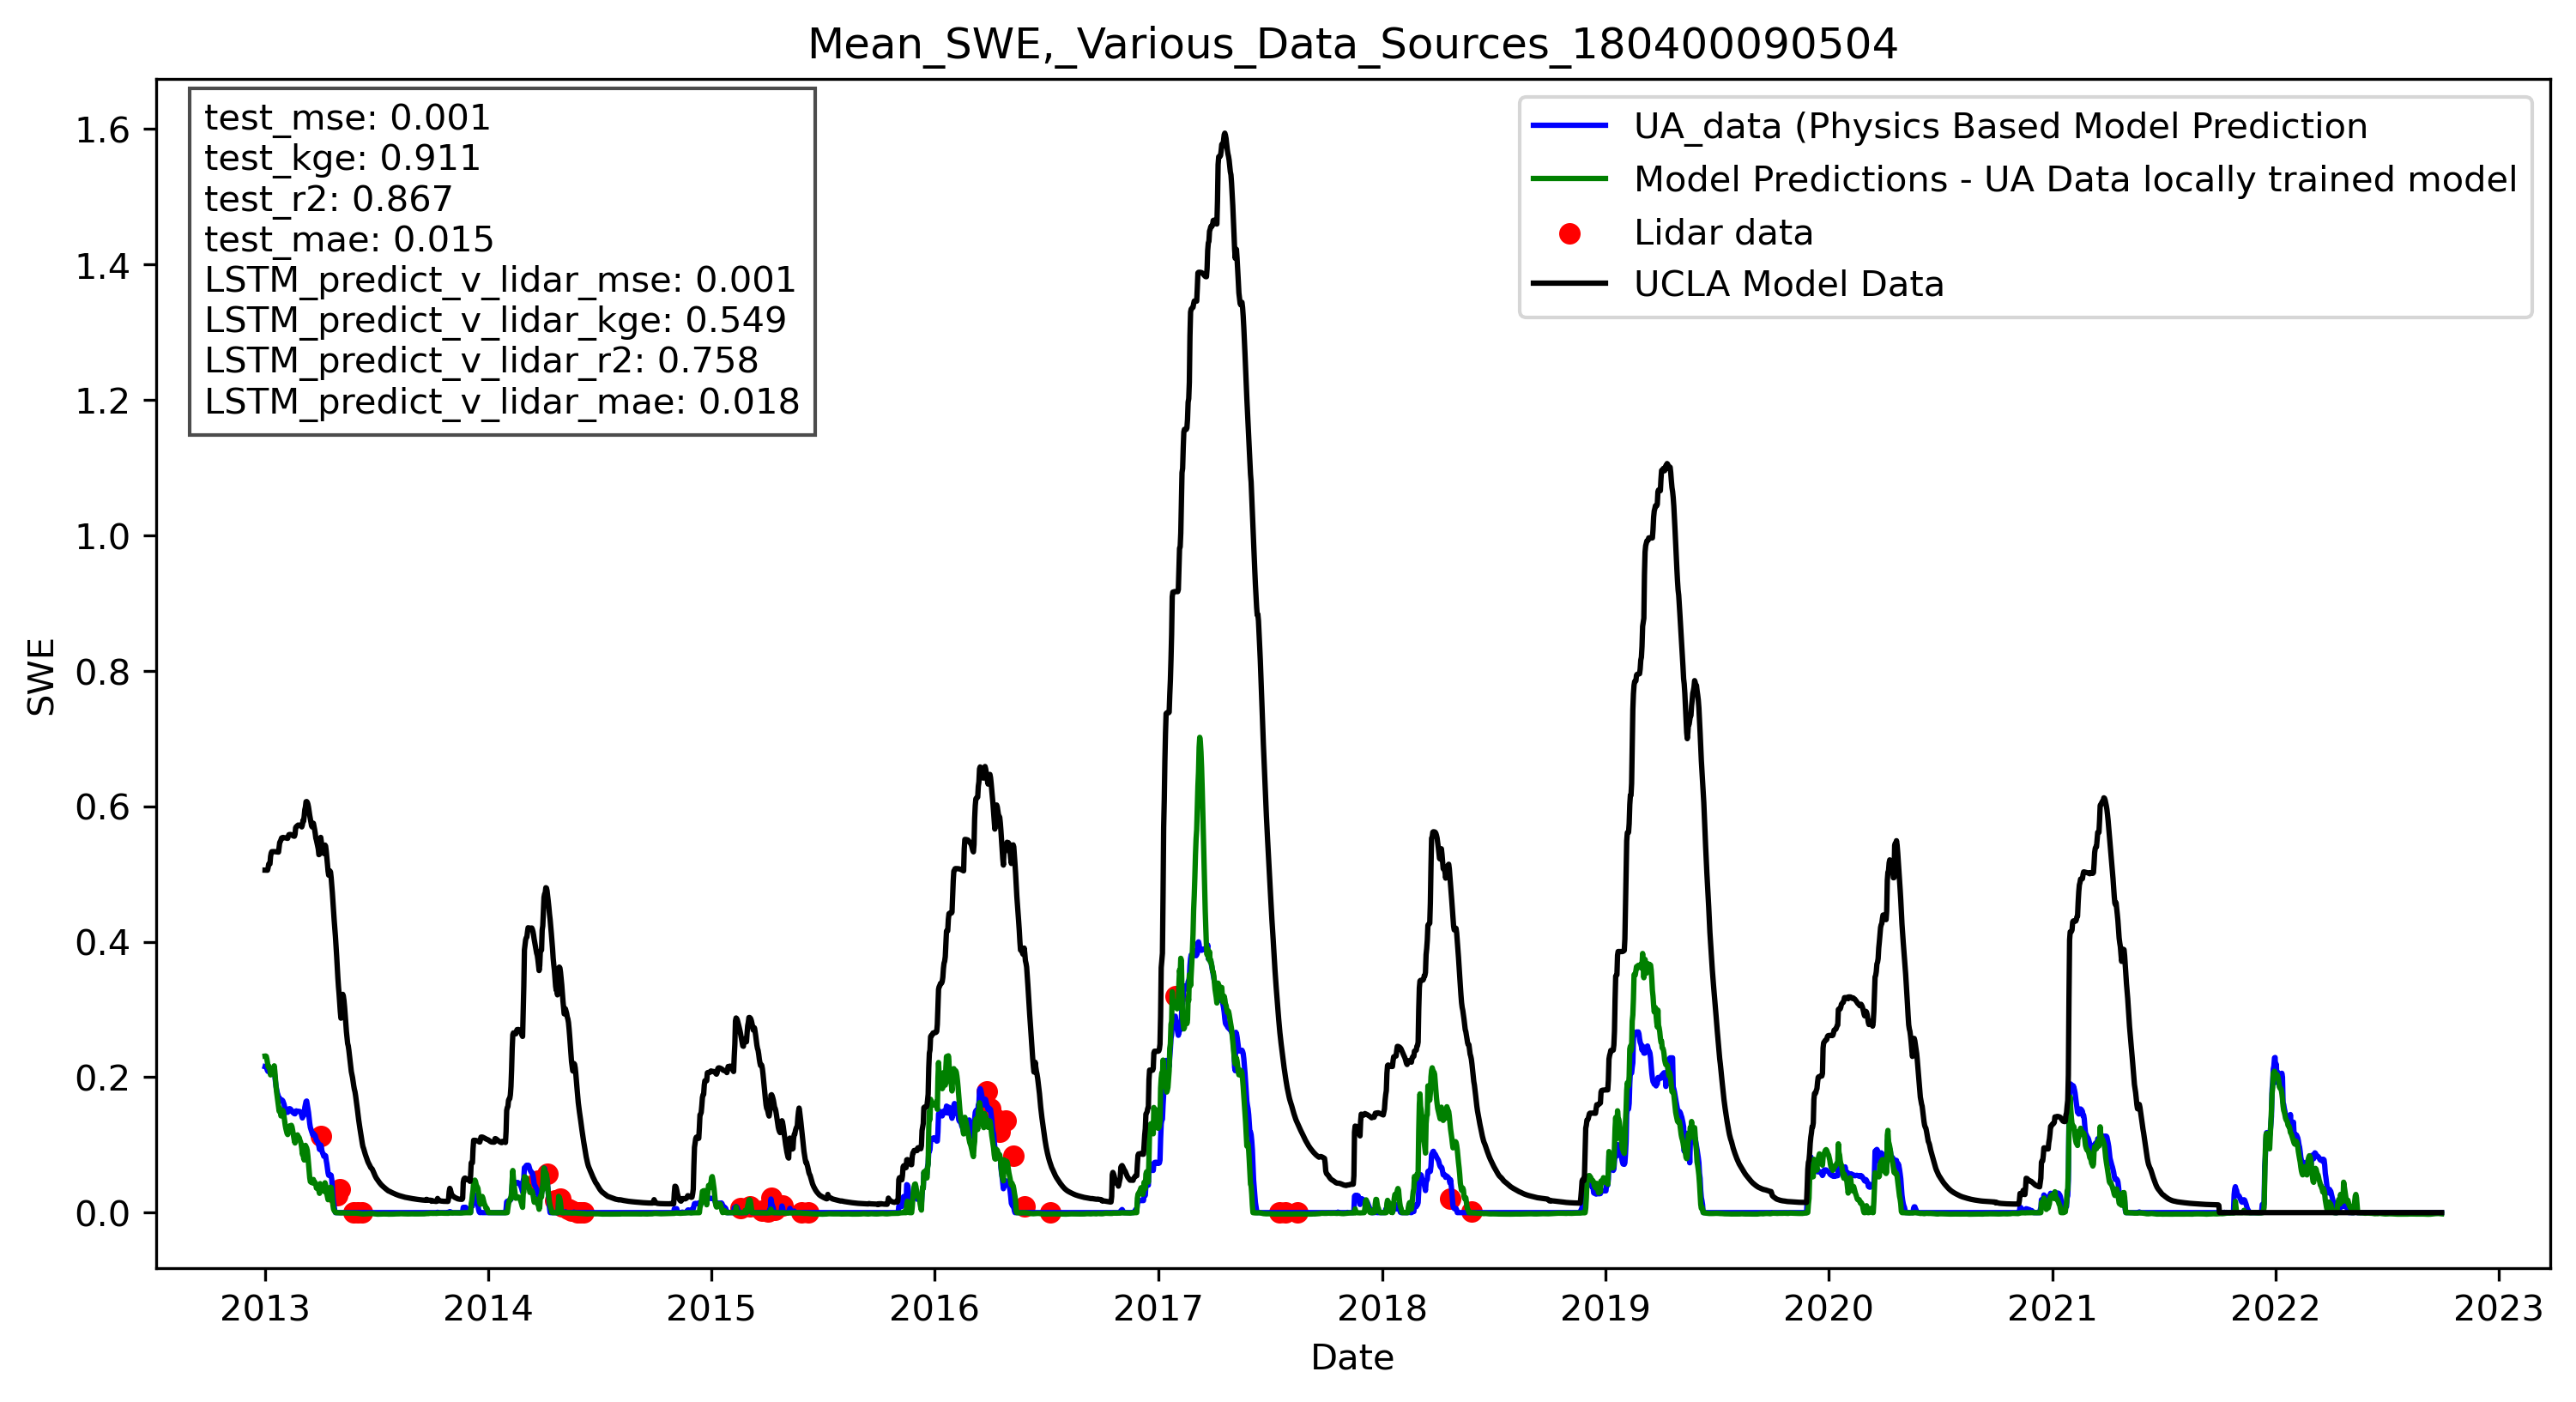 Mean_SWE,_Various_Data_Sources_180400090504
test_mse: 0.001
test_kge: 0.911
test_r2: 0.867
test_mae: 0.015
LSTM_predict_v_lidar_mse: 0.001
LSTM_predict_v_lidar_kge: 0.549
LSTM_predict_v_lidar_r2: 0.758
LSTM_predict_v_lidar_mae: 0.018
UA_data (Physics Based Model Prediction
Model Predictions - UA Data locally trained model
Lidar data
UCLA Model Data
1.6
1.4
1.2
1.0
0.8
0.6
0.4
0.2
0.0
SWE
2013 2014 2015 2016 2017 2018 2019 2020 2021 2022 2023
Date